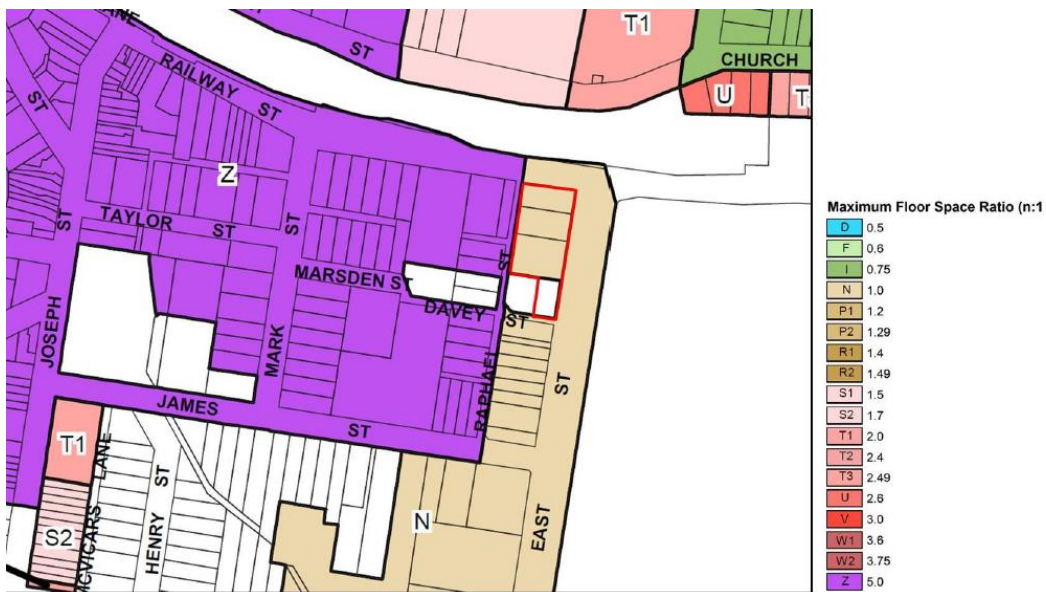 ANE
ST
T1
CHURCH
RAILWAY ST
U
T
ST
Z
TAYLOR ST
ST
ST
ST
MARSDEN ST
DAVEY ST
JOSEPH
MARK
RAPHAEL
ST
JAMES ST
T1
LANE
HENRY ST
S2
MCVICARS
N
EAST
Maximum Floor Space Ratio (n:1
D 0.5
F 0.6
I 0.75
N 1.0
P1 1.2
P2 1.29
R1 1.4
R2 1.49
S1 1.5
S2 1.7
T1 2.0
T2 2.4
T3 2.49
U 2.6
V 3.0
W1 3.6
W2 3.75
Z 5.0